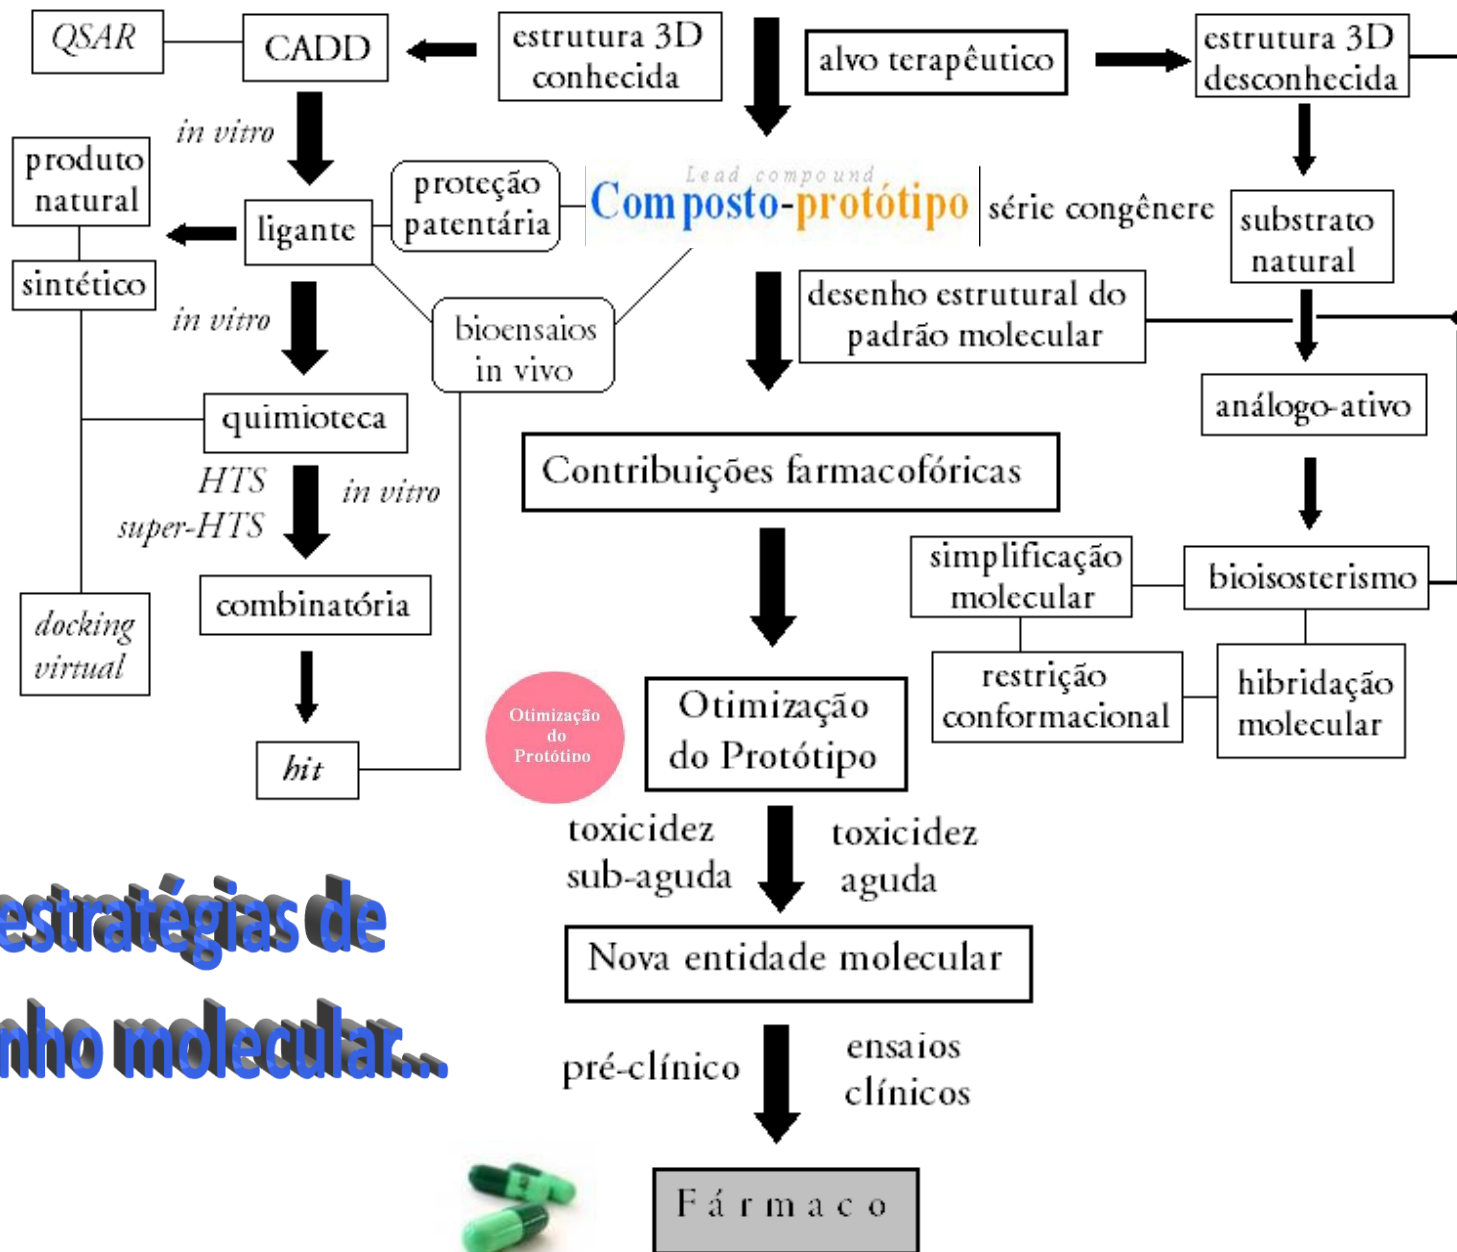 QSAR
CADD
estrutura 3D
conhecida
alvo terapêutico
estrutura 3D
desconhecida
in vitro
produto
natural
ligante
proteção
patentária
Lead compound
Composto-protótipo
série congênere
substrato
natural
sintético
in vitro
bioensaios
in vivo
desenho estrutural do
padrão molecular
quimioteca
análogo-ativo
HTS
super-HTS
in vitro
Contribuições farmacofóricas
combinatória
simplificação
molecular
bioisosterismo
docking
virtual
restrição
conformacional
hibridação
molecular
hit
Otimização
do
Protótipo
Otimização
do Protótipo
toxicidez
sub-aguda
toxicidez
aguda
estratégias de
nho molecular...
Nova entidade molecular
pré-clínico
ensaios
clínicos
Fármaco